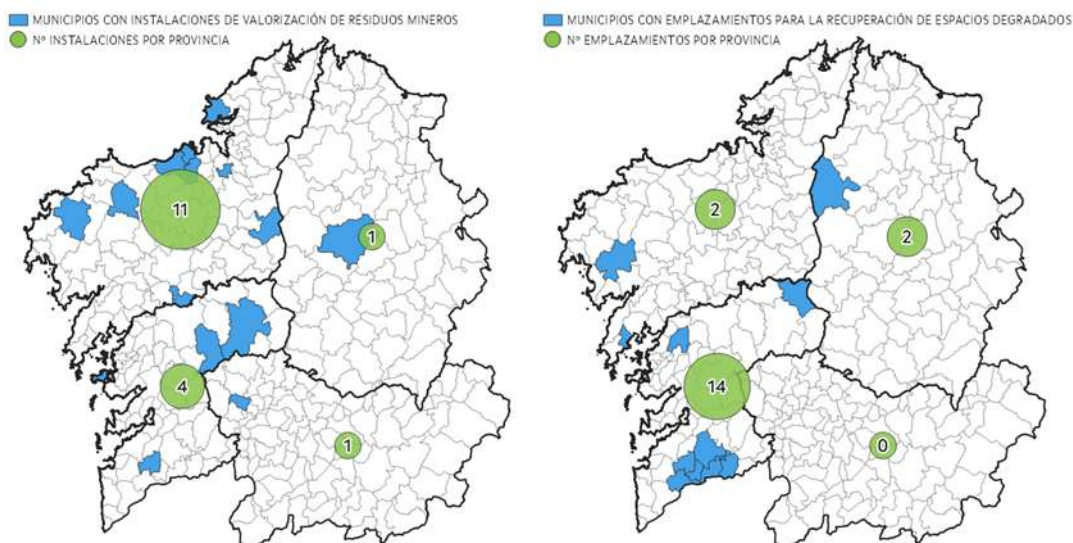 MUNICIPIOS CON INSTALACIONES DE VALORIZACIÓN DE RESIDUOS MINEROS
Nº INSTALACIONES POR PROVINCIA
11
1
4
1
MUNICIPIOS CON EMPLAZAMIENTOS PARA LA RECUPERACIÓN DE ESPACIOS DEGRADADOS
Nº EMPLAZAMIENTOS POR PROVINCIA
2
2
14
0